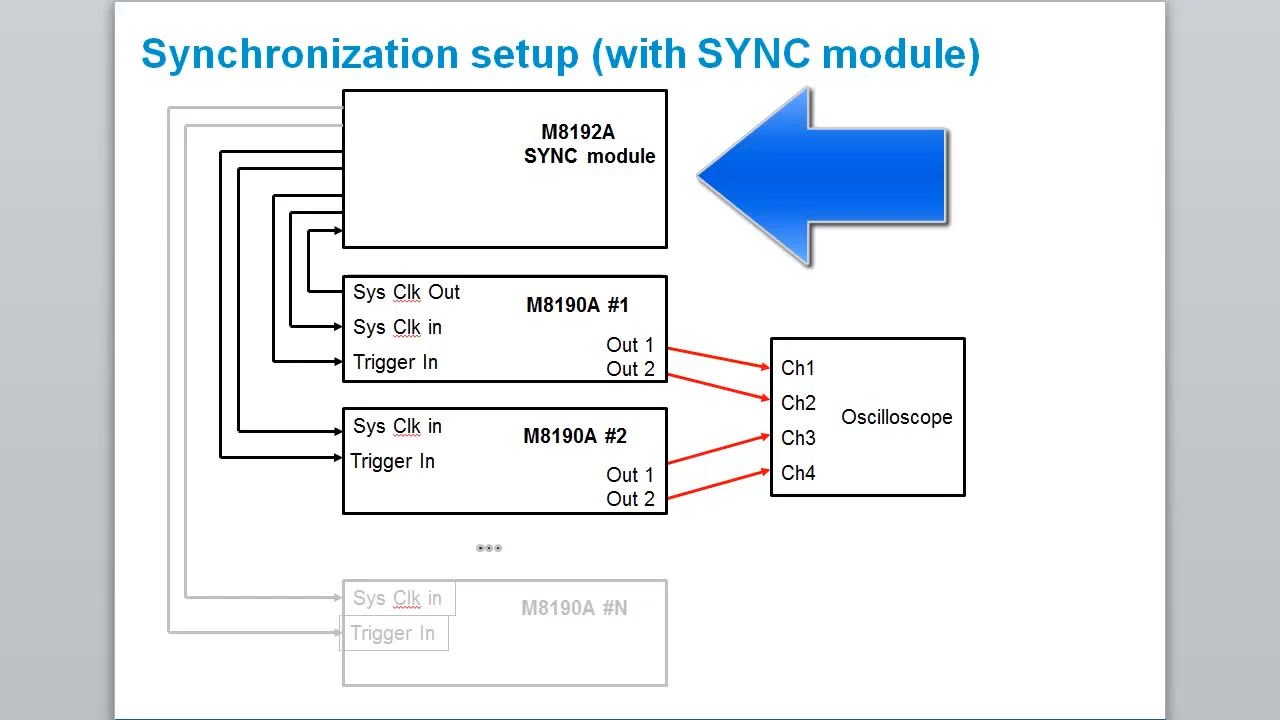 Synchronization setup (with SYNC module)
M8192A
SYNC module
Sys Clk Out
M8190A #1
Sys Clk in
Trigger In
Out 1
Out 2
Sys Clk in
M8190A #2
Trigger In
Out 1
Out 2
Ch1
Ch2
Ch3
Ch4
Oscilloscope
...
Sys Clk in
M8190A #N
Trigger In